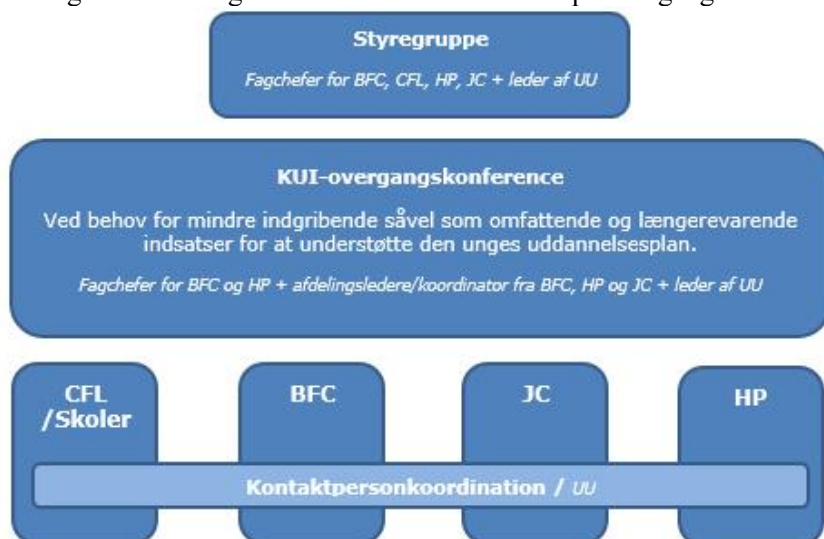 Styregruppe
Fagchefer for BFC, CFL, HP, JC + leder af UU
KUI-overgangskonference
Ved behov for mindre indgribende såvel som omfattende og længerevarende
indsatser for at understøtte den unges uddannelsesplan.
Fagchefer for BFC og HP + afdelingsledere/koordinator fra BFC, HP og JC + leder af UU
CFL
/Skoler
BFC
JC
HP
Kontaktpersonkoordination / UU